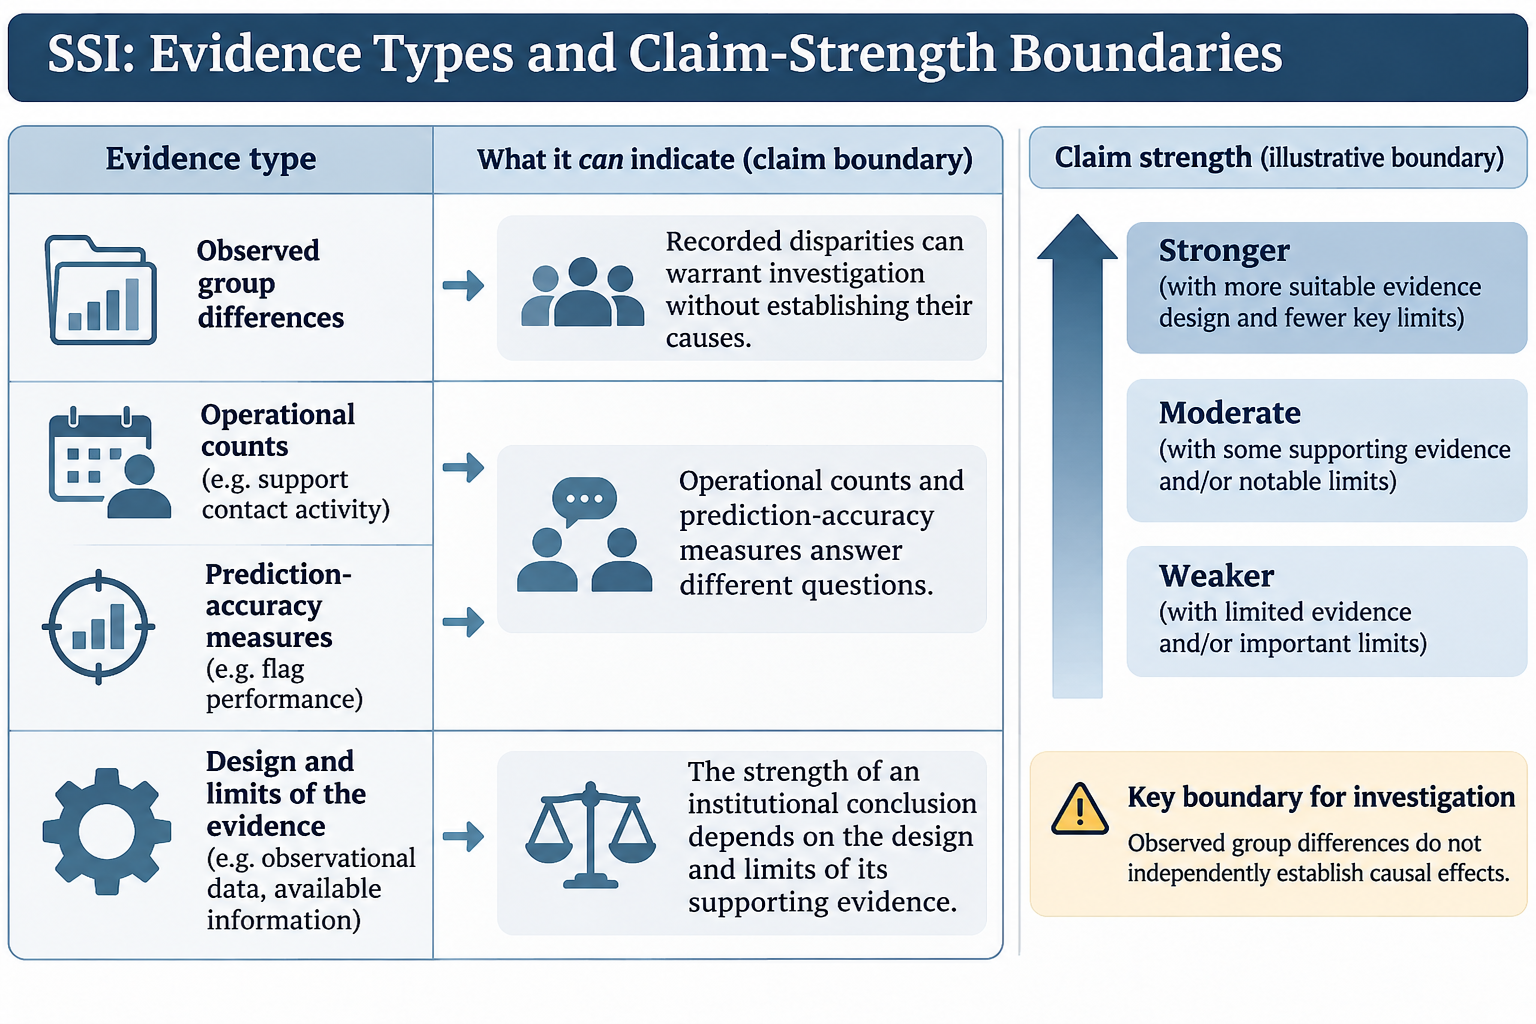 SSI: Evidence Types and Claim-Strength Boundaries
Evidence type
What it can indicate (claim boundary)
Observed
group
differences
Recorded disparities can
warrant investigation
without establishing their
causes.
Operational
counts
(e.g. support
contact activity)
Prediction-
accuracy
measures
(e.g. flag
performance)
Operational counts and
prediction-accuracy
measures answer
different questions.
Design and
limits of the
evidence
(e.g. observational
data, available
information)
The strength of an
institutional conclusion
depends on the design
and limits of its
supporting evidence.
Claim strength (illustrative boundary)
Stronger
(with more suitable evidence
design and fewer key limits)
Moderate
(with some supporting evidence
and/or notable limits)
Weaker
(with limited evidence
and/or important limits)
Key boundary for investigation
Observed group differences do not
independently establish causal effects.